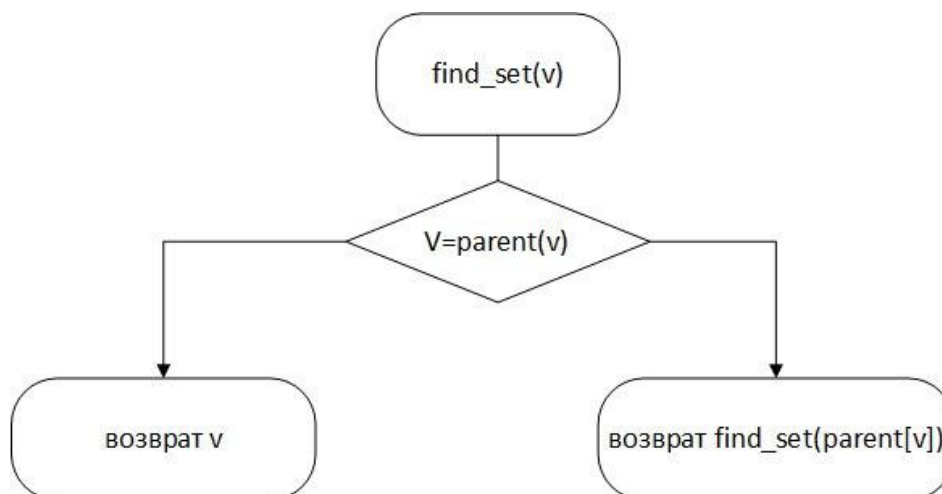 find_set(v)
V=parent(v)
возврат v
возврат find_set(parent[v])